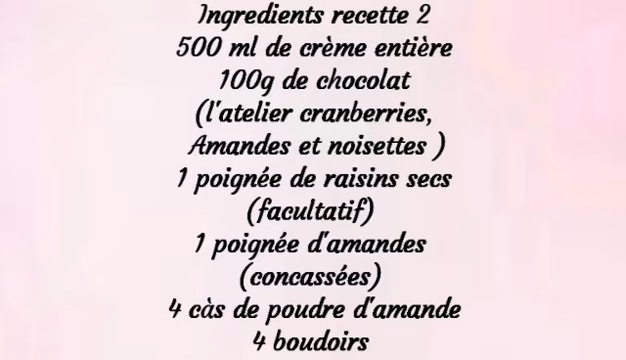 Ingredients recette 2
500 ml de crème entière
100g de chocolat
(l'atelier cranberries,
Amandes et noisettes )
1 poignée de raisins secs
(facultatif)
1 poignée d'amandes
(concassées)
4 càs de poudre d'amande
4 boudoirs